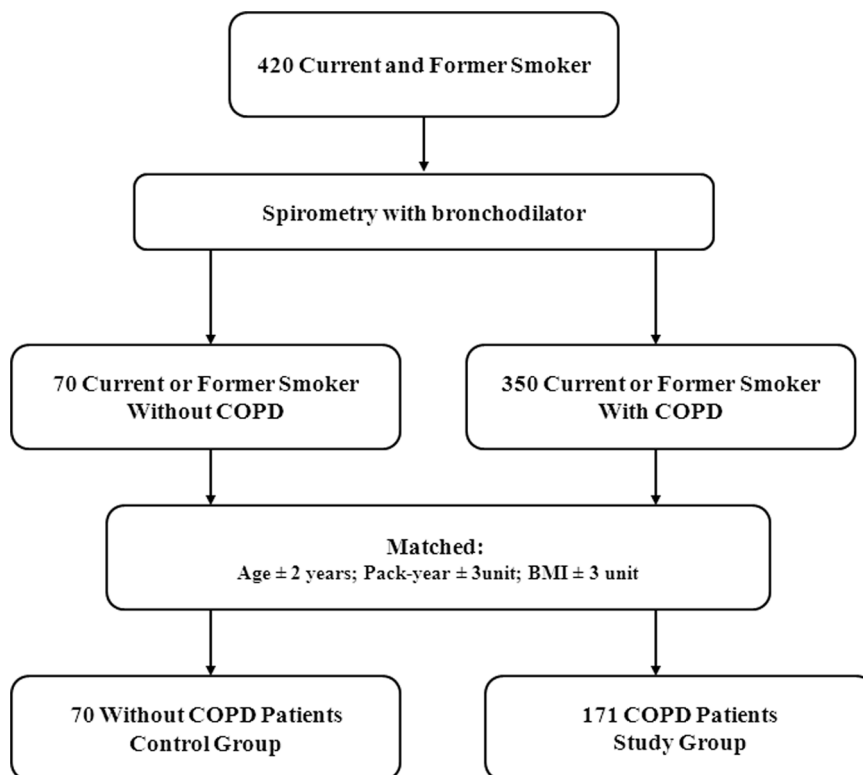 420 Current and Former Smoker
Spirometry with bronchodilator
70 Current or Former Smoker
Without COPD
350 Current or Former Smoker
With COPD
Matched:
Age ± 2 years; Pack-year ± 3unit; BMI ± 3 unit
70 Without COPD Patients
Control Group
171 COPD Patients
Study Group